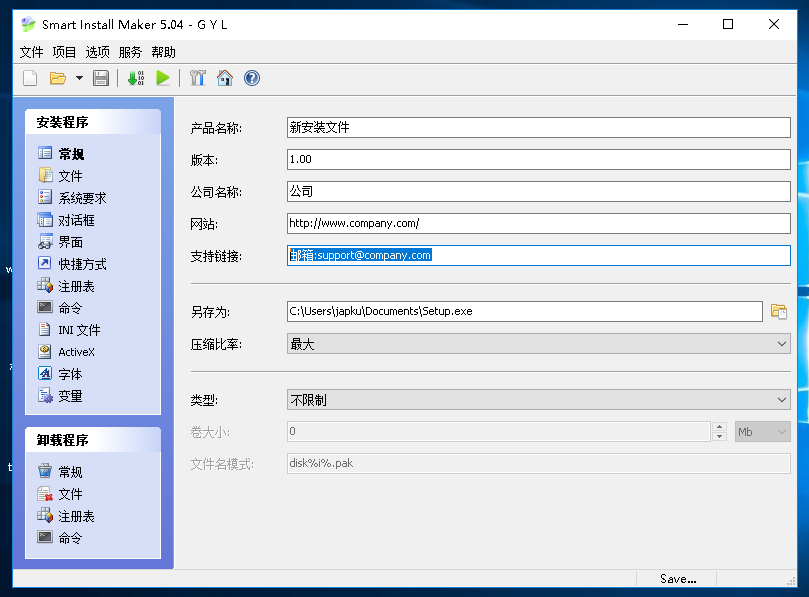 Smart Install Maker 5.04 - G Y L
文件 项目 选项 服务 帮助
安装程序
常规
文件
系统要求
对话框
界面
快捷方式
注册表
命令
INI 文件
ActiveX
字体
变量
卸载程序
常规
文件
注册表
命令
产品名称: 新安装文件
版本: 1.00
公司名称: 公司
网站: http://www.company.com/
支持链接: 邮箱:support@company.com
另存为: C:\Users\japku\Documents\Setup.exe
压缩比率: 最大
类型: 不限制
卷大小: 0 Mb
文件名模式: disk%i%.pak
Save...